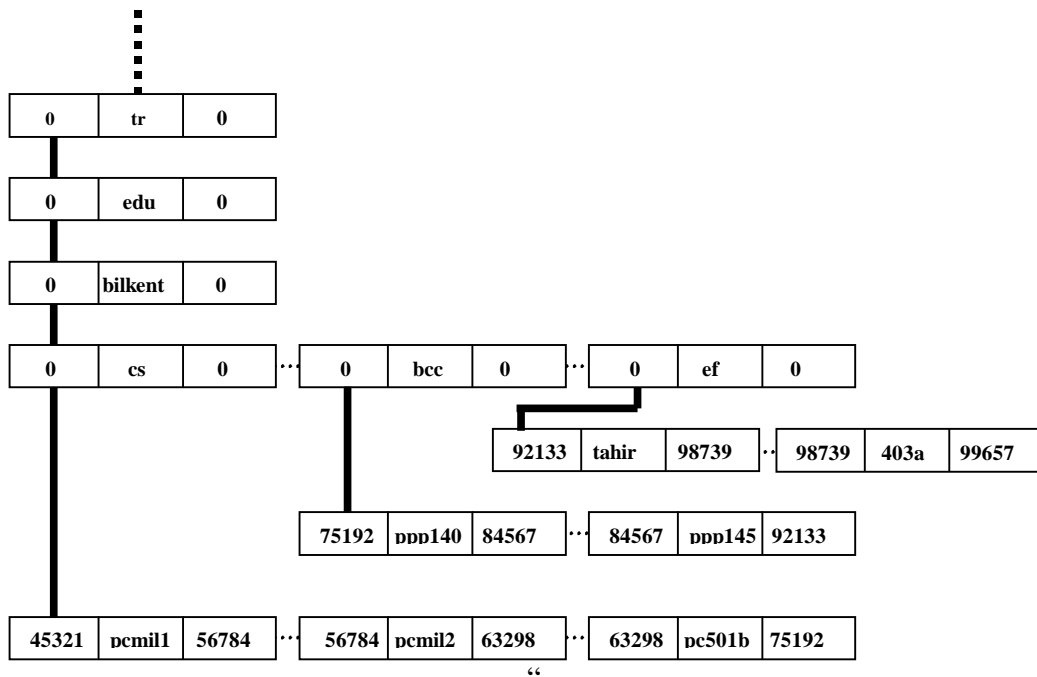 0 tr 0
0 edu 0
0 bilkent 0
0 cs 0 ... 0 bcc 0 ... 0 ef 0
92133 tahir 98739 .. 98739 403a 99657
75192 ppp140 84567 ... 84567 ppp145 92133
45321 pcmil1 56784 ... 56784 pcmil2 63298 ... 63298 pc501b 75192
“